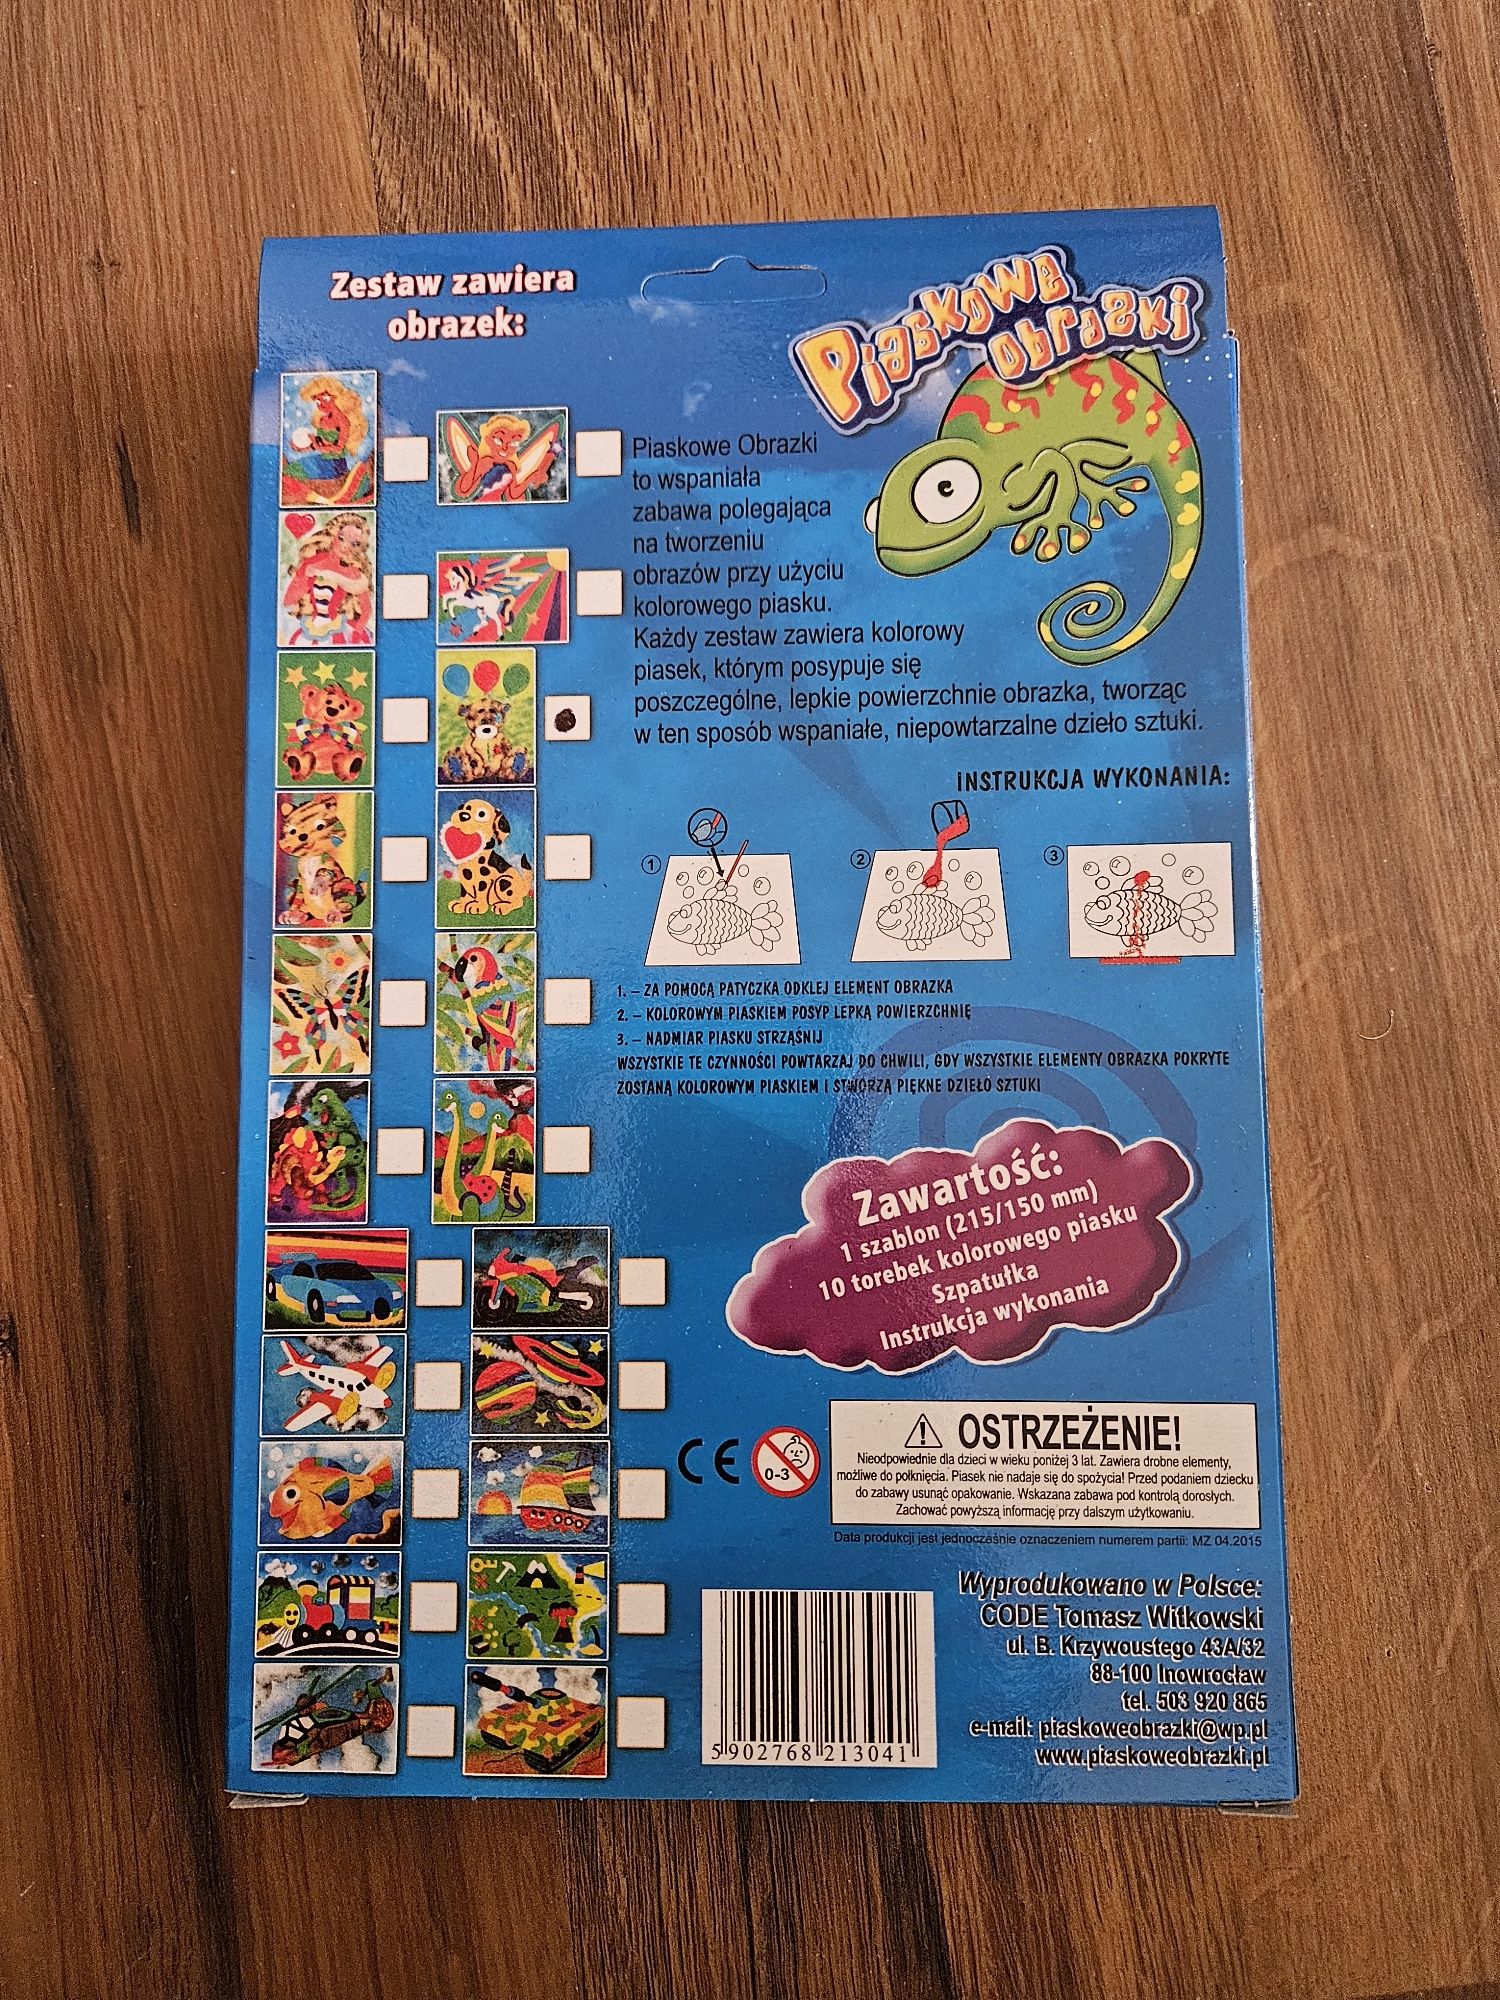 Zestaw zawiera
obrazek:
Piaskowe
obrazki
Piaskowe Obrazki
to wspaniała
zabawa polegająca
na tworzeniu
obrazów przy użyciu
kolorowego piasku.
Każdy zestaw zawiera kolorowy
piasek, którym posypuje się
poszczególne, lepkie powierzchnie obrazka, tworząc
w ten sposób wspaniałe, niepowtarzalne dzieło sztuki.
INSTRUKCJA WYKONANIA:
1 2 3
1. – ZA POMOCĄ PATYCZKA ODKLEJ ELEMENT OBRAZKA
2. – KOLOROWYM PIASKIEM POSYP LEPKĄ POWIERZCHNIĘ
3. – NADMIAR PIASKU STRZĄŚNIJ
WSZYSTKIE TE CZYNNOŚCI POWTARZAJ DO CHWILI, GDY WSZYSTKIE ELEMENTY OBRAZKA POKRYTE
ZOSTANĄ KOLOROWYM PIASKIEM I STWORZĄ PIĘKNE DZIEŁO SZTUKI
Zawartość:
1 szablon (215/150 mm)
10 torebek kolorowego piasku
Szpatułka
Instrukcja wykonania
CE
0-3
OSTRZEŻENIE!
Nieodpowiednie dla dzieci w wieku poniżej 3 lat. Zawiera drobne elementy,
możliwe do połknięcia. Piasek nie nadaje się do spożycia! Przed podaniem dziecku
do zabawy usunąć opakowanie. Wskazana zabawa pod kontrolą dorosłych.
Zachować powyższą informację przy dalszym użytkowaniu.
Data produkcji jest jednocześnie oznaczeniem numerem partii: MZ 04.2015
Wyprodukowano w Polsce:
CODE Tomasz Witkowski
ul. B. Krzywoustego 43A/32
88-100 Inowrocław
tel. 503 920 865
e-mail: piaskoweobrazki@wp.pl
www.piaskoweobrazki.pl
5 902768 213041